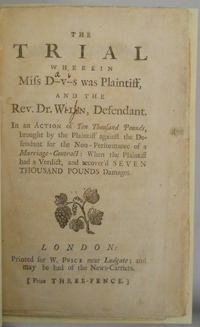 THE
TRIAL
WHEREIN
Miss D—v—s was Plaintiff,
AND THE
Rev. Dr. W
n, Defendant.
In an ACTION
Ten Thousand Pounds,
brought by the Plaintiff against the De-
fendant for the Non-Performance of a
Marriage-Contract: When the Plaintiff
had a Verdict, and recover'd SEVEN
THOUSAND POUNDS Damages.
LONDON:
Printed for W. PRICE near Ludgate; and
may be had of the News-Carriers.
[Price THREE-PENCE.]